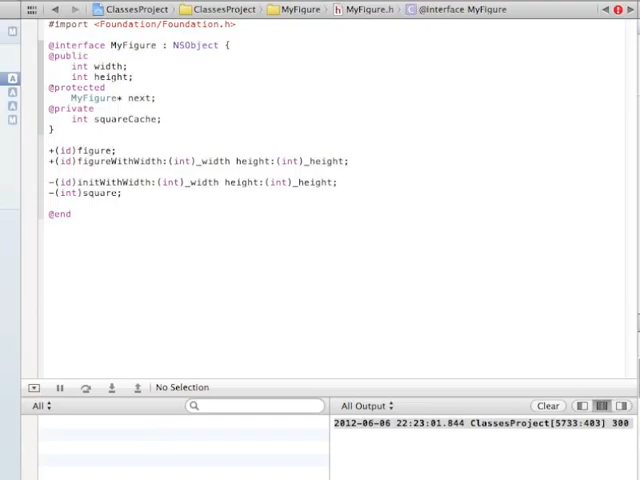 ClassesProject ClassesProject MyFigure MyFigure.h @interface MyFigure
#import <Foundation/Foundation.h>
@interface MyFigure : NSObject {
@public
int width;
int height;
@protected
MyFigure* next;
@private
int squareCache;
}
+(id)figure;
+(id)figureWithWidth:(int)_width height:(int)_height;
-(id)initWithWidth:(int)_width height:(int)_height;
-(int)square;
@end
No Selection
All
All Output Clear
2012-06-06 22:23:01.844 ClassesProject[5733:403] 300
M
A
A
A
M